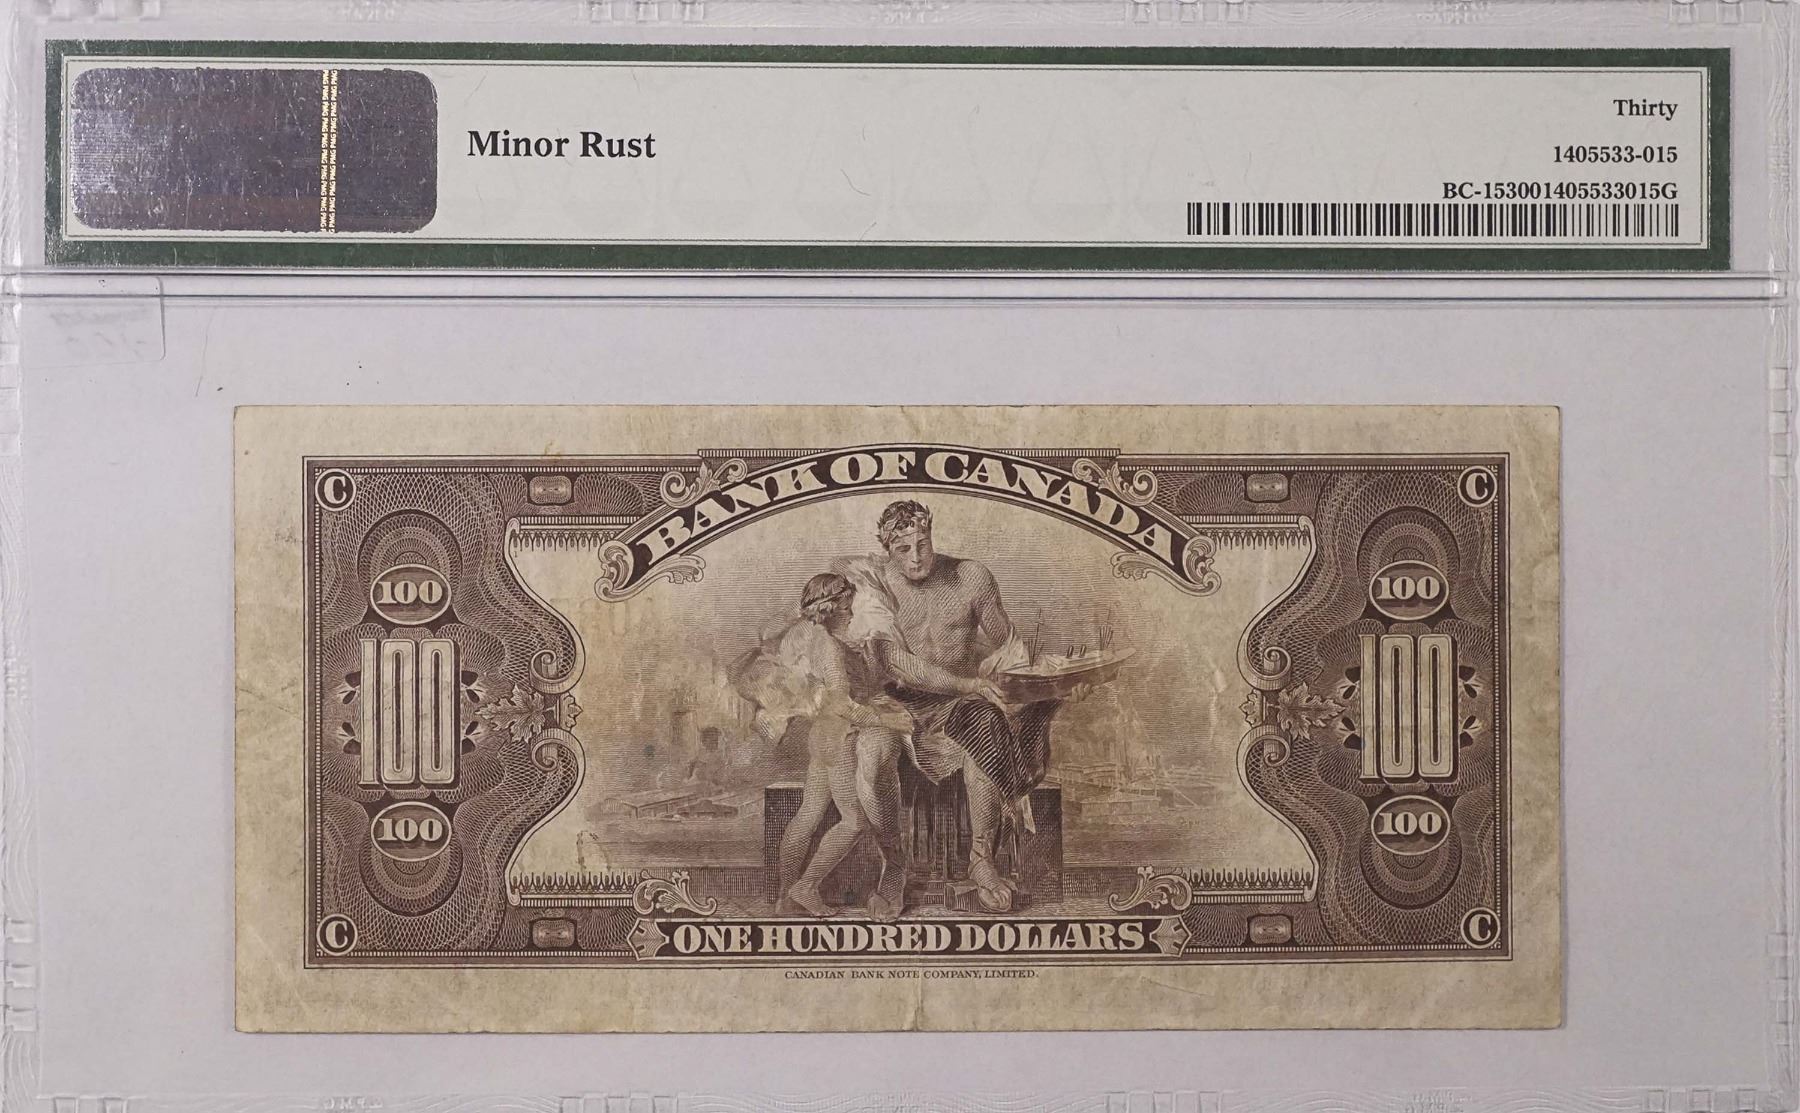 Minor Rust
Thirty
1405533-015
BC-153001405533015G
BANK OF CANADA
C
C
100
100
100
100
100
100
C
C
ONE HUNDRED DOLLARS
CANADIAN BANK NOTE COMPANY, LIMITED.